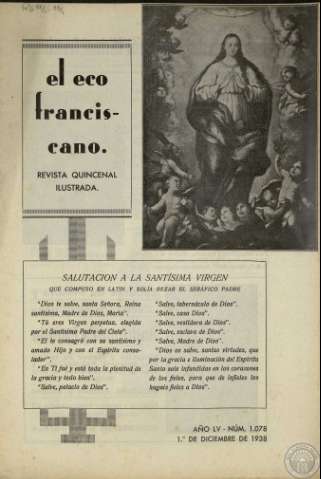 el eco
francis-
cano.
REVISTA QUINCENAL
ILUSTRADA.
SALUTACION A LA SANTÍSIMA VIRGEN
QUE COMPUSO EN LATIN Y SOLÍA REZAR EL SERÁFICO PADRE
"Dios te salve, santa Señora, Reina
santísima, Madre de Dios, María".
"Tú eres Virgen perpetua, elegida
por el Santísimo Padre del Cielo".
"El te consagró con su santísimo y
amado Hijo y con el Espíritu conso-
lador".
"En Ti fué y está toda la plenitud de
la gracia y todo bien".
"Salve, palacio de Dios".
"Salve, tabernáculo de Dios".
"Salve, casa Dios".
"Salve, vestidura de Dios".
"Salve, esclava de Dios".
"Salve, Madre de Dios".
"Dios os salve, santas virtudes, que
por la gracia e iluminación del Espíritu
Santo sois infundidas en los corazones
de los fieles, para que de infieles los
hagais fieles a Dios".
AÑO LV - NÚM. 1.078
1.º DE DICIEMBRE DE 1938